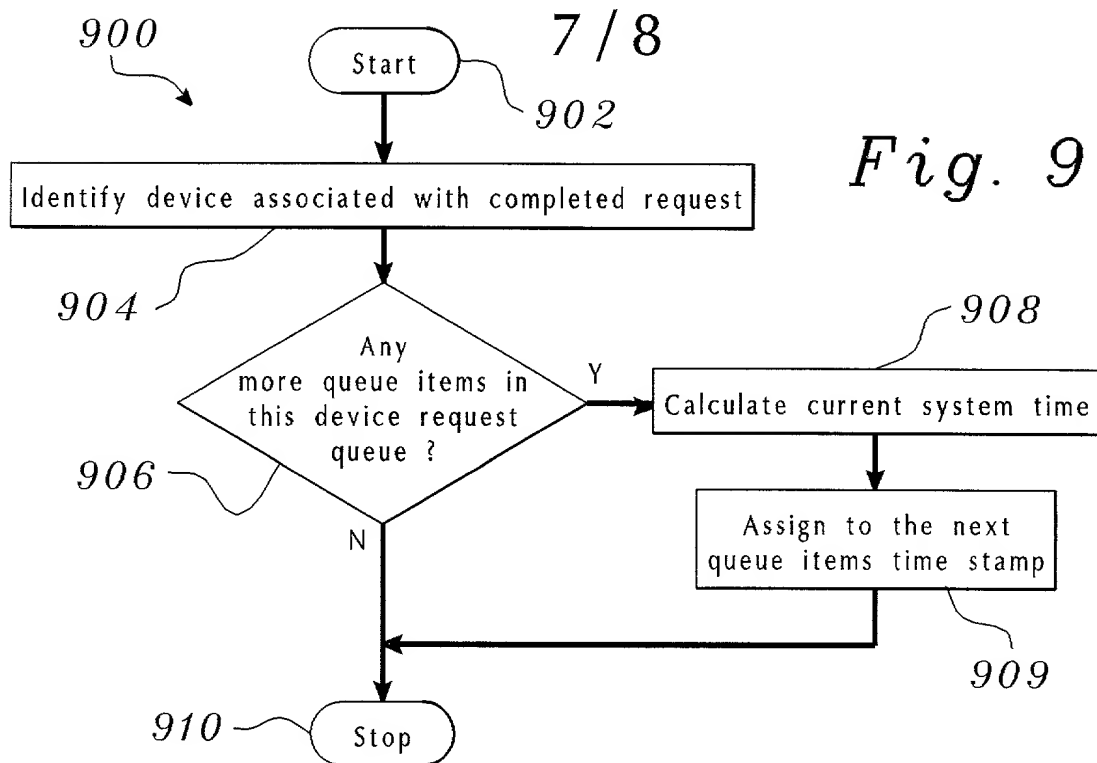 900
Start
7/8
902
Fig. 9
Identify device associated with completed request
904
Any
more queue items in
this device request
queue ?
906
Y
N
908
Calculate current system time
Assign to the next
queue items time stamp
909
910
Stop